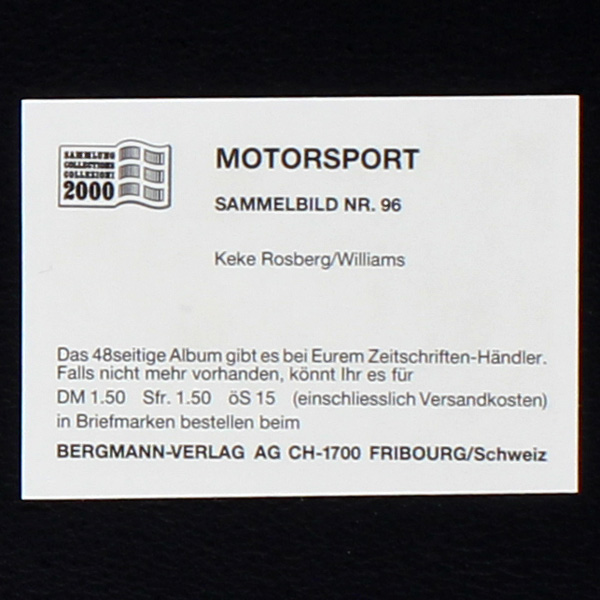 SAMMLUNG
COLLECTIONS
COLLEZIONI
2000
MOTORSPORT
SAMMELBILD NR. 96
Keke Rosberg/Williams
Das 48seitige Album gibt es bei Eurem Zeitschriften-Händler.
Falls nicht mehr vorhanden, könnt Ihr es für
DM 1.50 Sfr. 1.50 öS 15 (einschliesslich Versandkosten)
in Briefmarken bestellen beim
BERGMANN-VERLAG AG CH-1700 FRIBOURG/Schweiz